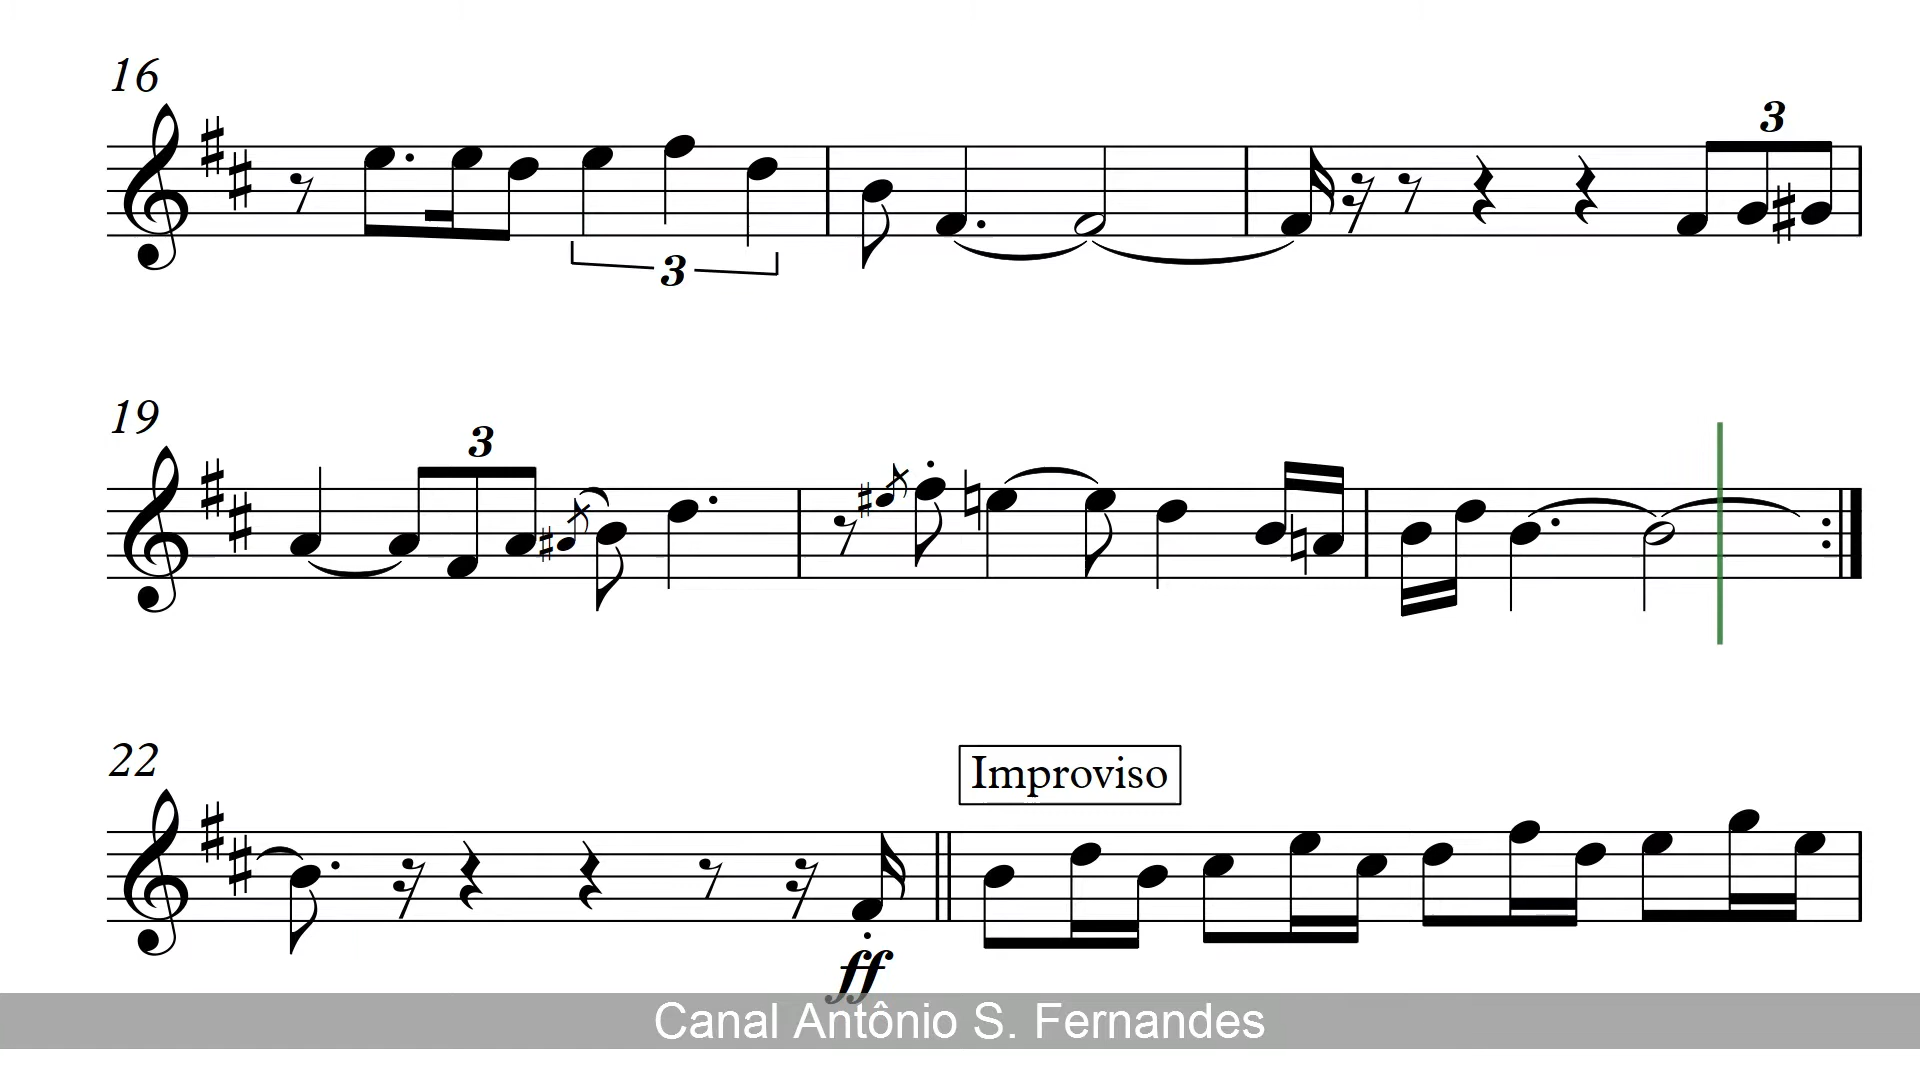 16
3
3
19
3
22
Improviso
ff
Canal Antônio S. Fernandes